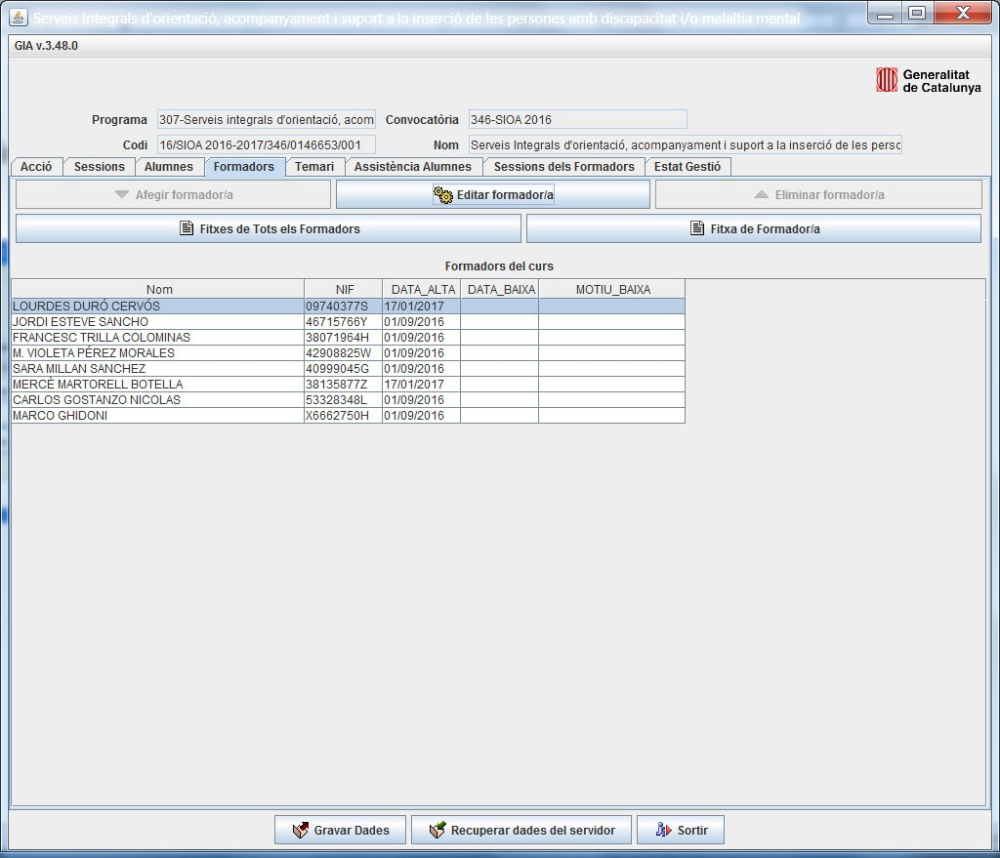 Serveis Integrals d'orientació, acompanyament i suport a la inserció de les persones amb discapacitat i/o malaltia mental
GIA v.3.48.0
Generalitat
de Catalunya
Programa 307-Serveis integrals d'orientació, acom Convocatòria 346-SIOA 2016
Codi 16/SIOA 2016-2017/346/0146653/001 Nom Serveis Integrals d'orientació, acompanyament i suport a la inserció de les persc
Acció Sessions Alumnes Formadors Temari Assistència Alumnes Sessions dels Formadors Estat Gestió
Afegir formador/a Editar formador/a Eliminar formador/a
Fitxes de Tots els Formadors Fitxa de Formador/a
Formadors del curs
Nom NIF DATA_ALTA DATA_BAIXA MOTIU_BAIXA
LOURDES DURÓ CERVÓS 09740377S 17/01/2017
JORDI ESTEVE SANCHO 46715766Y 01/09/2016
FRANCESC TRILLA COLOMINAS 38071964H 01/09/2016
M. VIOLETA PÉREZ MORALES 42908825W 01/09/2016
SARA MILLAN SANCHEZ 40999045G 01/09/2016
MERCÈ MARTORELL BOTELLA 38135877Z 17/01/2017
CARLOS GOSTANZO NICOLAS 53328348L 01/09/2016
MARCO GHIDONI X6662750H 01/09/2016
Gravar Dades Recuperar dades del servidor Sortir